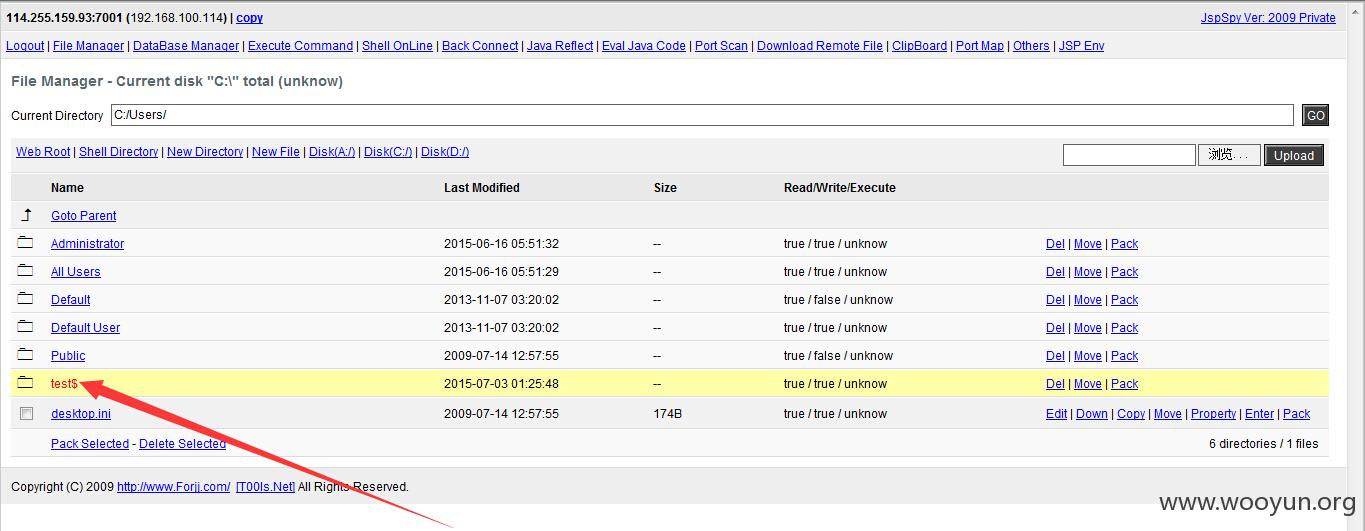 114.255.159.93:7001 (192.168.100.114) | copy JspSpy Ver: 2009 Private
Logout | File Manager | DataBase Manager | Execute Command | Shell OnLine | Back Connect | Java Reflect | Eval Java Code | Port Scan | Download Remote File | ClipBoard | Port Map | Others | JSP Env
File Manager - Current disk "C:\" total (unknow)
Current Directory C:/Users/ GO
Web Root | Shell Directory | New Directory | New File | Disk(A:/) | Disk(C:/) | Disk(D:/) 浏览... Upload
Name Last Modified Size Read/Write/Execute
Goto Parent
Administrator 2015-06-16 05:51:32 -- true / true / unknow Del | Move | Pack
All Users 2015-06-16 05:51:29 -- true / true / unknow Del | Move | Pack
Default 2013-11-07 03:20:02 -- true / false / unknow Del | Move | Pack
Default User 2013-11-07 03:20:02 -- true / true / unknow Del | Move | Pack
Public 2009-07-14 12:57:55 -- true / false / unknow Del | Move | Pack
test$ 2015-07-03 01:25:48 -- true / true / unknow Del | Move | Pack
desktop.ini 2009-07-14 12:57:55 174B true / true / unknow Edit | Down | Copy | Move | Property | Enter | Pack
Pack Selected - Delete Selected 6 directories / 1 files
Copyright (C) 2009 http://www.Forjj.com/ [T00ls.Net] All Rights Reserved.
www.wooyun.org